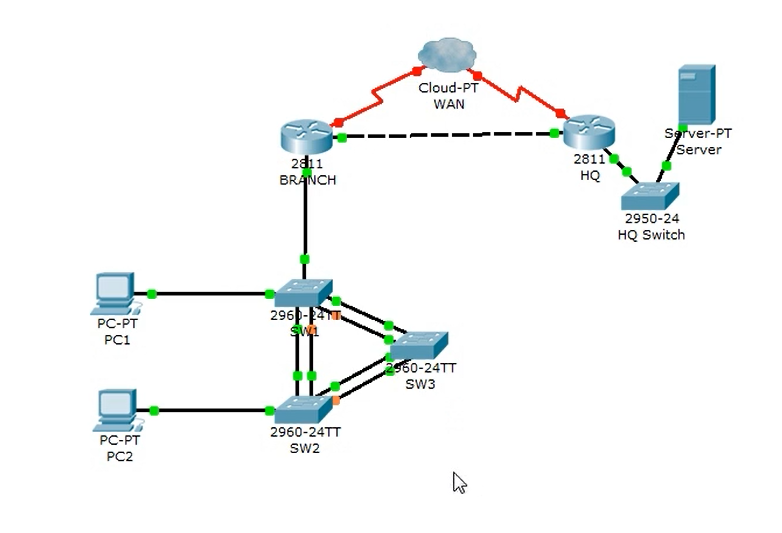 Cloud-PT
WAN
Server-PT
Server
2811
BRANCH
2811
HQ
2950-24
HQ Switch
2960-24TT
SW1
PC-PT
PC1
2960-24TT
SW3
PC-PT
PC2
2960-24TT
SW2